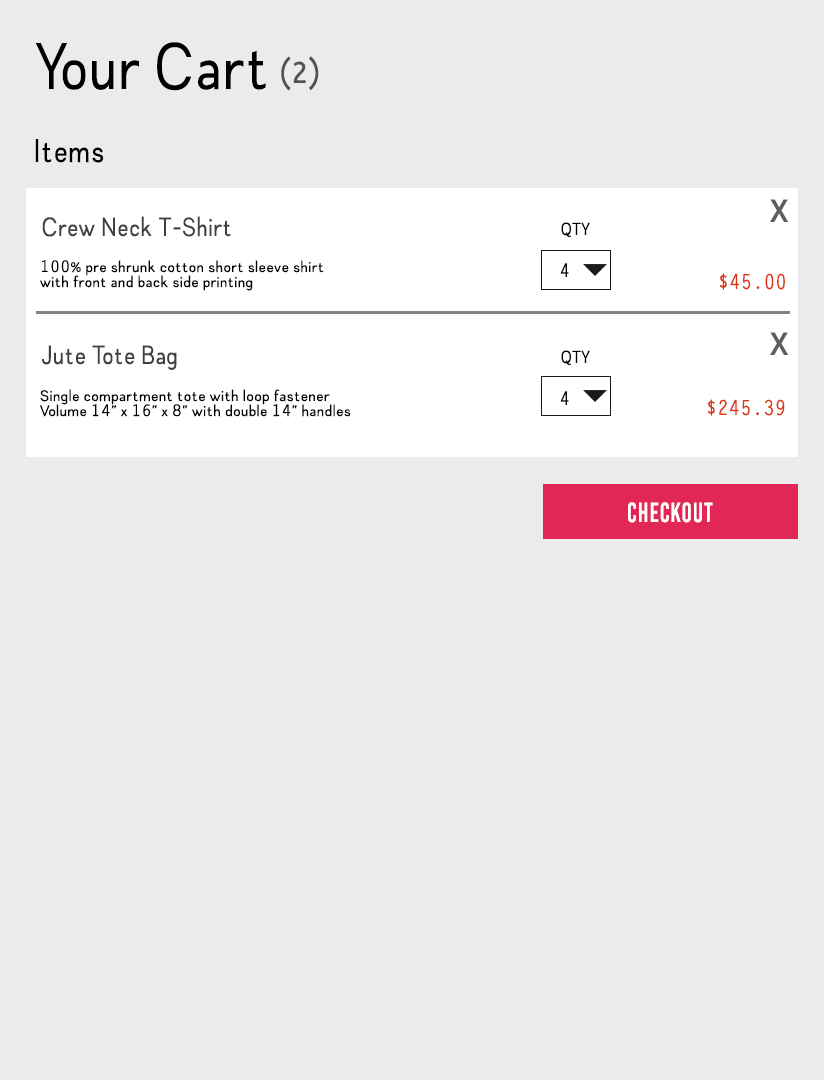 Your Cart (2)
Items
Crew Neck T-Shirt
QTY
X
100% pre shrunk cotton short sleeve shirt
with front and back side printing
4
$45.00
Jute Tote Bag
QTY
X
Single compartment tote with loop fastener
Volume 14" x 16" x 8" with double 14" handles
4
$245.39
CHECKOUT